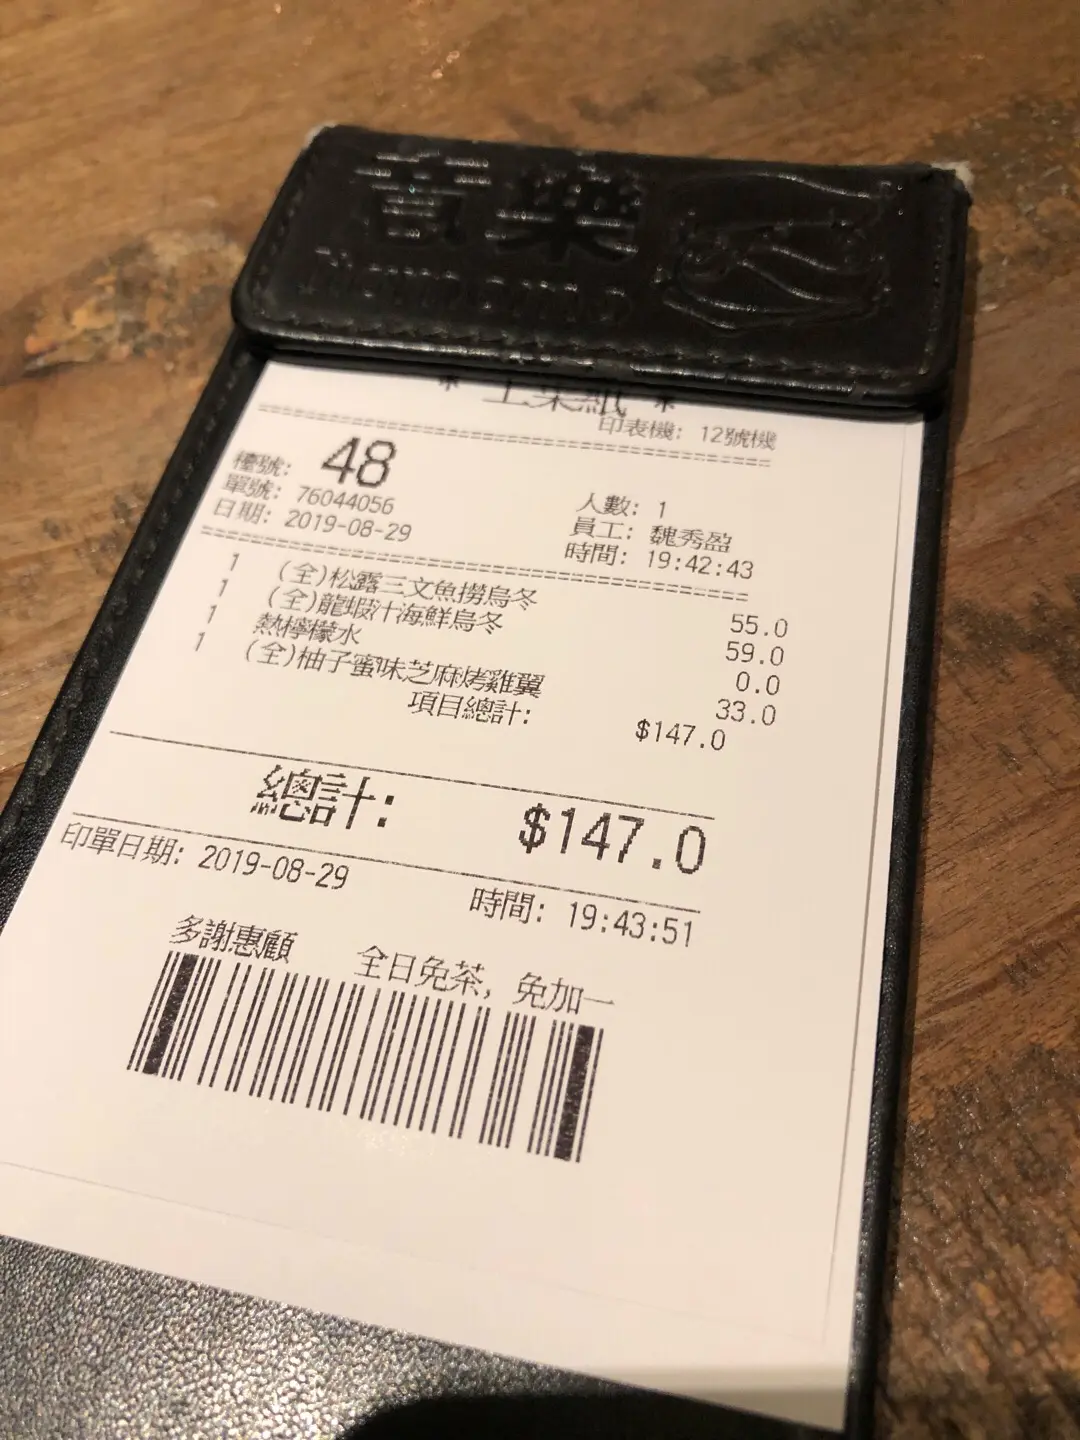 * 上菜紙 *
印表機: 12號機
檯號: 48
單號: 76044056
人數: 1
日期: 2019-08-29
員工: 魏秀盈
時間: 19:42:43
1 (全)松露三文魚撈烏冬 55.0
1 (全)龍蝦汁海鮮烏冬 59.0
1 熱檸檬水 0.0
1 (全)柚子蜜味芝麻烤雞翼 33.0
項目總計: $147.0
總計: $147.0
印單日期: 2019-08-29 時間: 19:43:51
多謝惠顧 全日免茶, 免加一